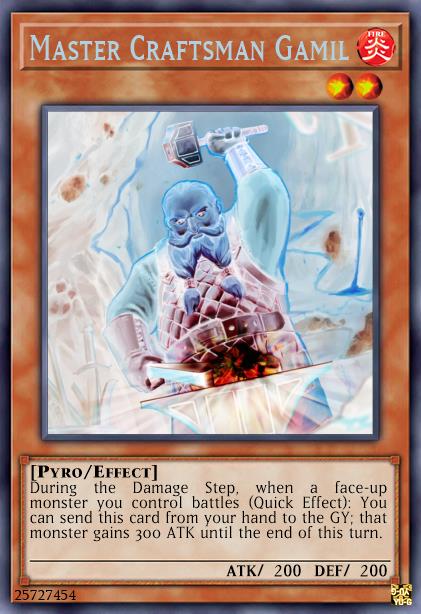 MASTER CRAFTSMAN GAMIL
FIRE
炎
[PYRO/EFFECT]
During the Damage Step, when a face-up
monster you control battles (Quick Effect): You
can send this card from your hand to the GY; that
monster gains 300 ATK until the end of this turn.
ATK/ 200 DEF/ 200
25727454